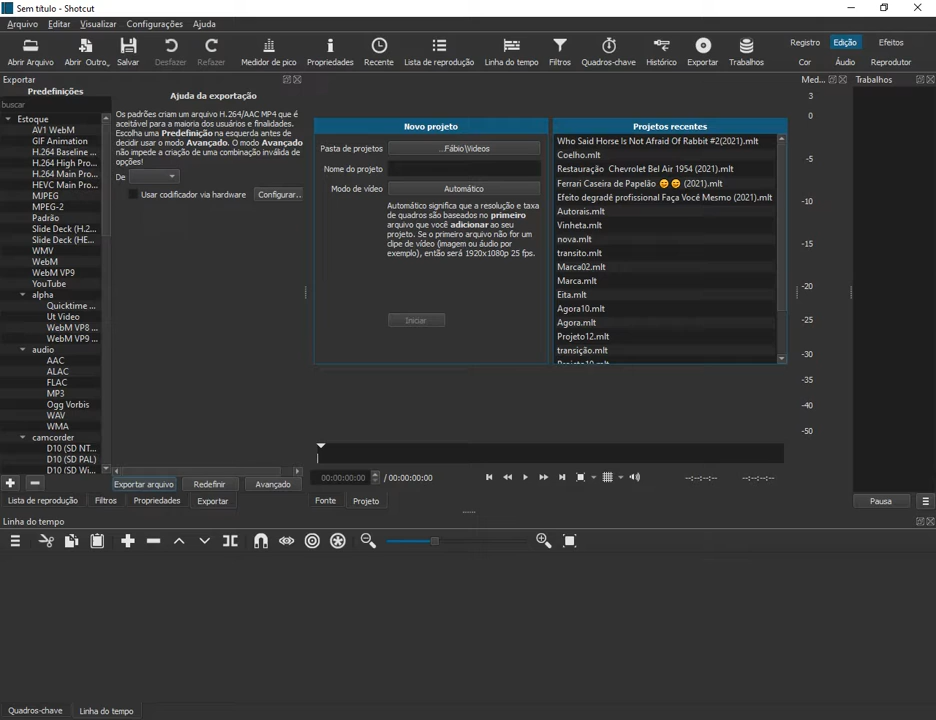 Sem título - Shotcut
Arquivo Editar Visualizar Configurações Ajuda
Abrir Arquivo Abrir Outro... Salvar Desfazer Refazer Medidor de pico Propriedades Recente Lista de reprodução Linha do tempo Filtros Quadros-chave Histórico Exportar Trabalhos
Registro Edição Efeitos
Cor Áudio Reprodutor
Exportar
Predefinições
buscar
Estoque
AV1 WebM
GIF Animation
H.264 Baseline ...
H.264 High Pro...
H.264 Main Pro...
HEVC Main Pro...
MJPEG
MPEG-2
Padrão
Slide Deck (H.2...
Slide Deck (HE...
WMV
WebM
WebM VP9
YouTube
alpha
Quicktime ...
Ut Video
WebM VP8 ...
WebM VP9 ...
audio
AAC
ALAC
FLAC
MP3
Ogg Vorbis
WAV
WMA
camcorder
D10 (SD NT...
D10 (SD PAL)
D10 (SD Wi...
Ajuda da exportação
Os padrões criam um arquivo H.264/AAC MP4 que é
aceitável para a maioria dos usuários e finalidades.
Escolha uma Predefinição na esquerda antes de
decidir usar o modo Avançado. O modo Avançado
não impede a criação de uma combinação inválida de
opções!
De
Usar codificador via hardware Configurar...
Exportar arquivo Redefinir Avançado
Lista de reprodução Filtros Propriedades Exportar
Novo projeto
Pasta de projetos ...Fábio\Videos
Nome do projeto
Modo de vídeo Automático
Automático significa que a resolução e taxa
de quadros são baseados no primeiro
arquivo que você adicionar ao seu
projeto. Se o primeiro arquivo não for um
clipe de vídeo (imagem ou áudio por
exemplo), então será 1920x1080p 25 fps.
Iniciar
Projetos recentes
Who Said Horse Is Not Afraid Of Rabbit #2(2021).mlt
Coelho.mlt
Restauração Chevrolet Bel Air 1954 (2021).mlt
Ferrari Caseira de Papelão 😊😊 (2021).mlt
Efeito degradê profissional Faça Você Mesmo (2021).mlt
Autorais.mlt
Vinheta.mlt
nova.mlt
transito.mlt
Marca02.mlt
Marca.mlt
Eita.mlt
Agora10.mlt
Agora.mlt
Projeto12.mlt
transição.mlt
Projeto10.mlt
00:00:00:00 / 00:00:00:00
--:--:--:-- --:--:--:--
Fonte Projeto
Med...
3
0
-5
-10
-15
-20
-25
-30
-35
-40
-50
Trabalhos
Pausa
Linha do tempo
Quadros-chave Linha do tempo